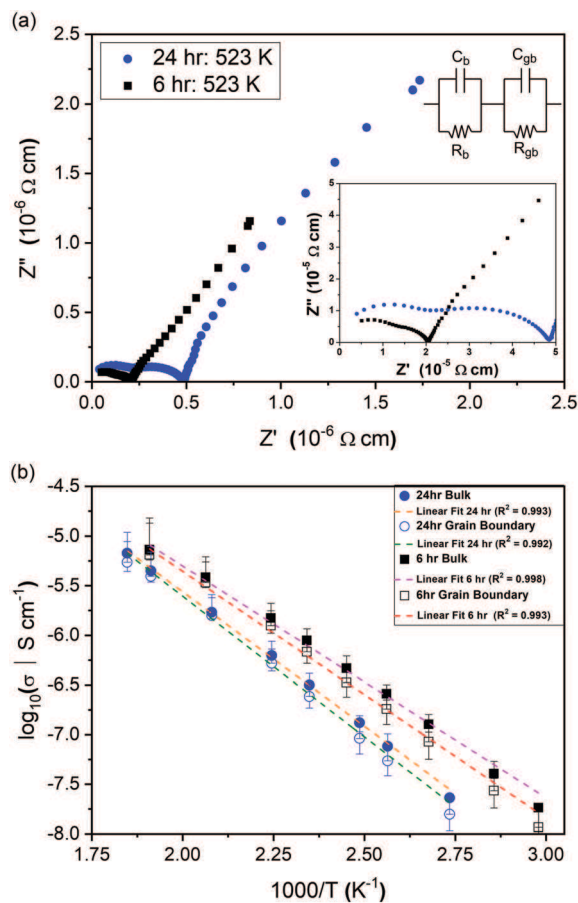 (a)
2.5
2.0
1.5
1.0
0.5
0.0
Z'' (10⁻⁶ Ω cm)
24 hr: 523 K
6 hr: 523 K
C_b
C_gb
R_b
R_gb
5
4
3
2
1
0
Z'' (10⁻⁵ Ω cm)
0 1 2 3 4 5
Z' (10⁻⁵ Ω cm)
0.0 0.5 1.0 1.5 2.0 2.5
Z' (10⁻⁶ Ω cm)
(b)
-4.5
-5.0
-5.5
-6.0
-6.5
-7.0
-7.5
-8.0
log₁₀(σ | S cm⁻¹)
24hr Bulk
Linear Fit 24 hr (R² = 0.993)
24hr Grain Boundary
Linear Fit 24 hr (R² = 0.992)
6 hr Bulk
Linear Fit 6 hr (R² = 0.998)
6hr Grain Boundary
Linear Fit 6 hr (R² = 0.993)
1.75 2.00 2.25 2.50 2.75 3.00
1000/T (K⁻¹)